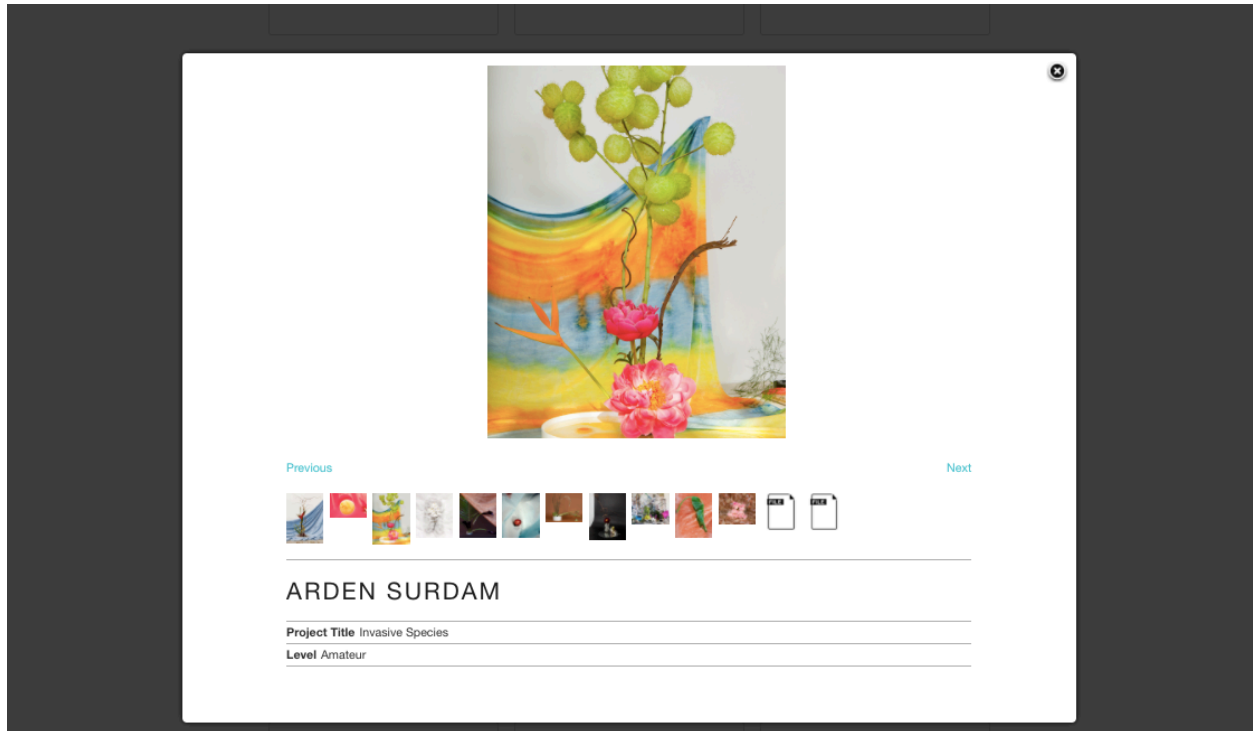 Previous
Next
FILE
FILE
ARDEN SURDAM
Project Title Invasive Species
Level Amateur